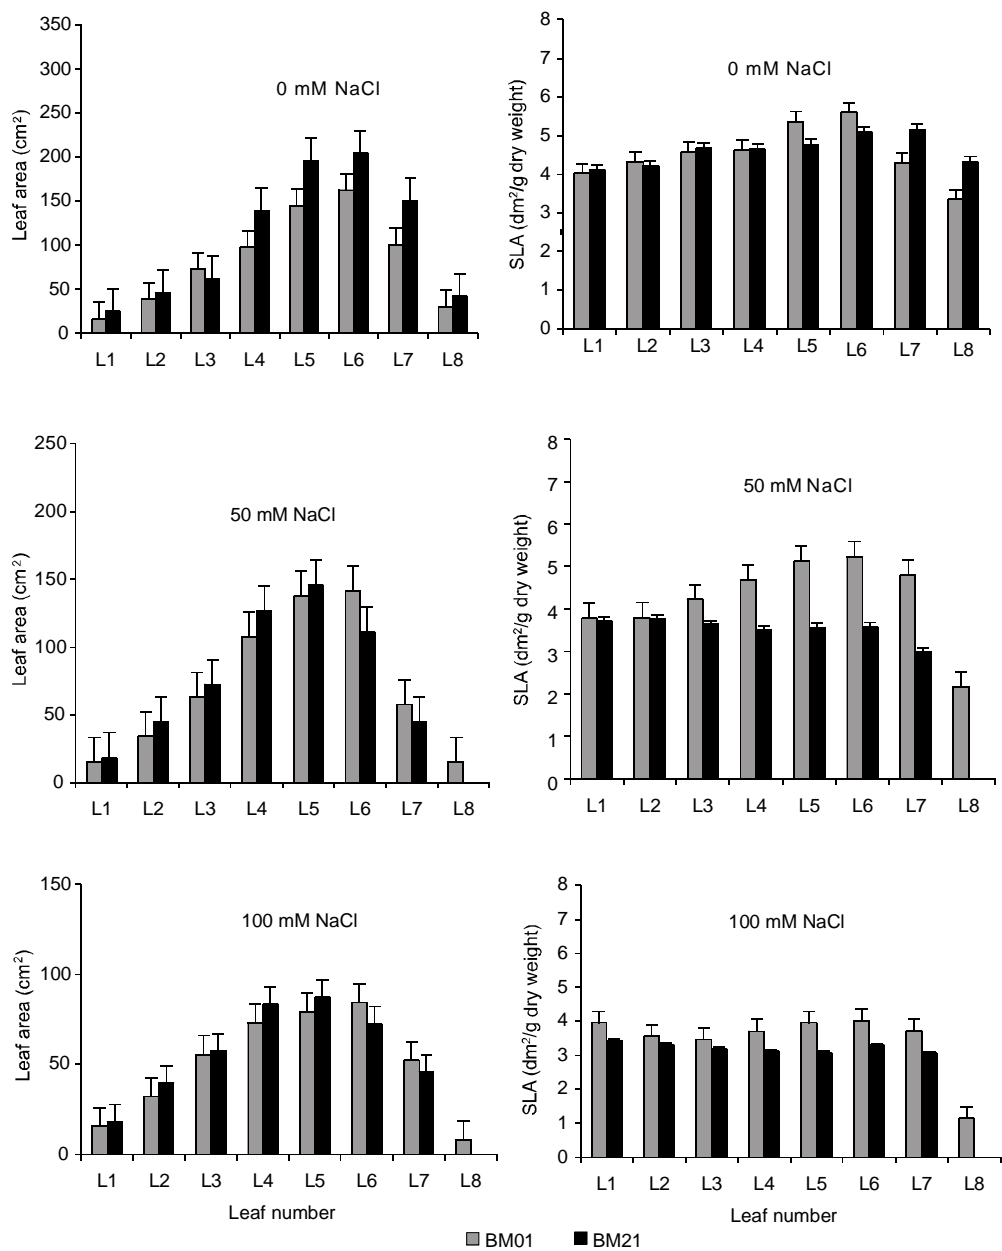 350
300
250
200
150
100
50
0
Leaf area (cm²)
0 mM NaCl
L1 L2 L3 L4 L5 L6 L7 L8
8
7
6
5
4
3
2
1
0
SLA (dm²/g dry weight)
0 mM NaCl
L1 L2 L3 L4 L5 L6 L7 L8
250
200
150
100
50
0
Leaf area (cm²)
50 mM NaCl
L1 L2 L3 L4 L5 L6 L7 L8
8
7
6
5
4
3
2
1
0
SLA (dm²/g dry weight)
50 mM NaCl
L1 L2 L3 L4 L5 L6 L7 L8
150
100
50
0
Leaf area (cm²)
100 mM NaCl
L1 L2 L3 L4 L5 L6 L7 L8
Leaf number
8
7
6
5
4
3
2
1
0
SLA (dm²/g dry weight)
100 mM NaCl
L1 L2 L3 L4 L5 L6 L7 L8
Leaf number
BM01 BM21